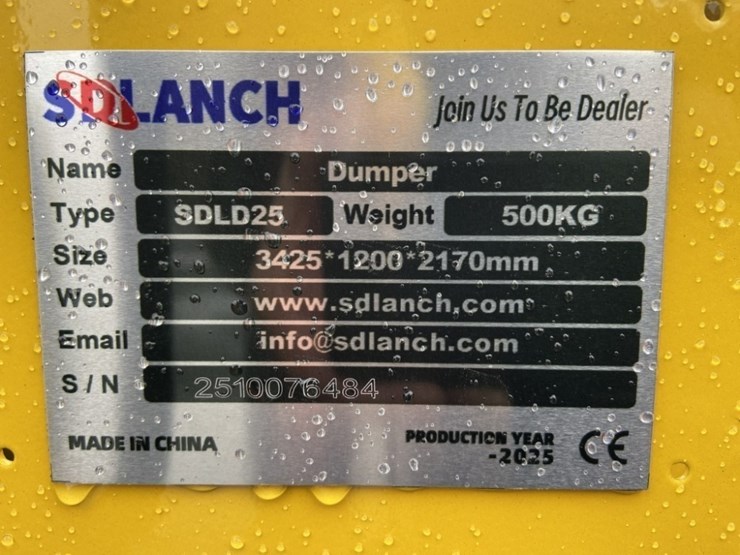 SDLANCH
Join Us To Be Dealer
Name Dumper
Type SDLD25 Weight 500KG
Size 3425*1200*2170mm
Web www.sdlanch.com
Email info@sdlanch.com
S/N 2510076484
MADE IN CHINA
PRODUCTION YEAR
-2025
CE